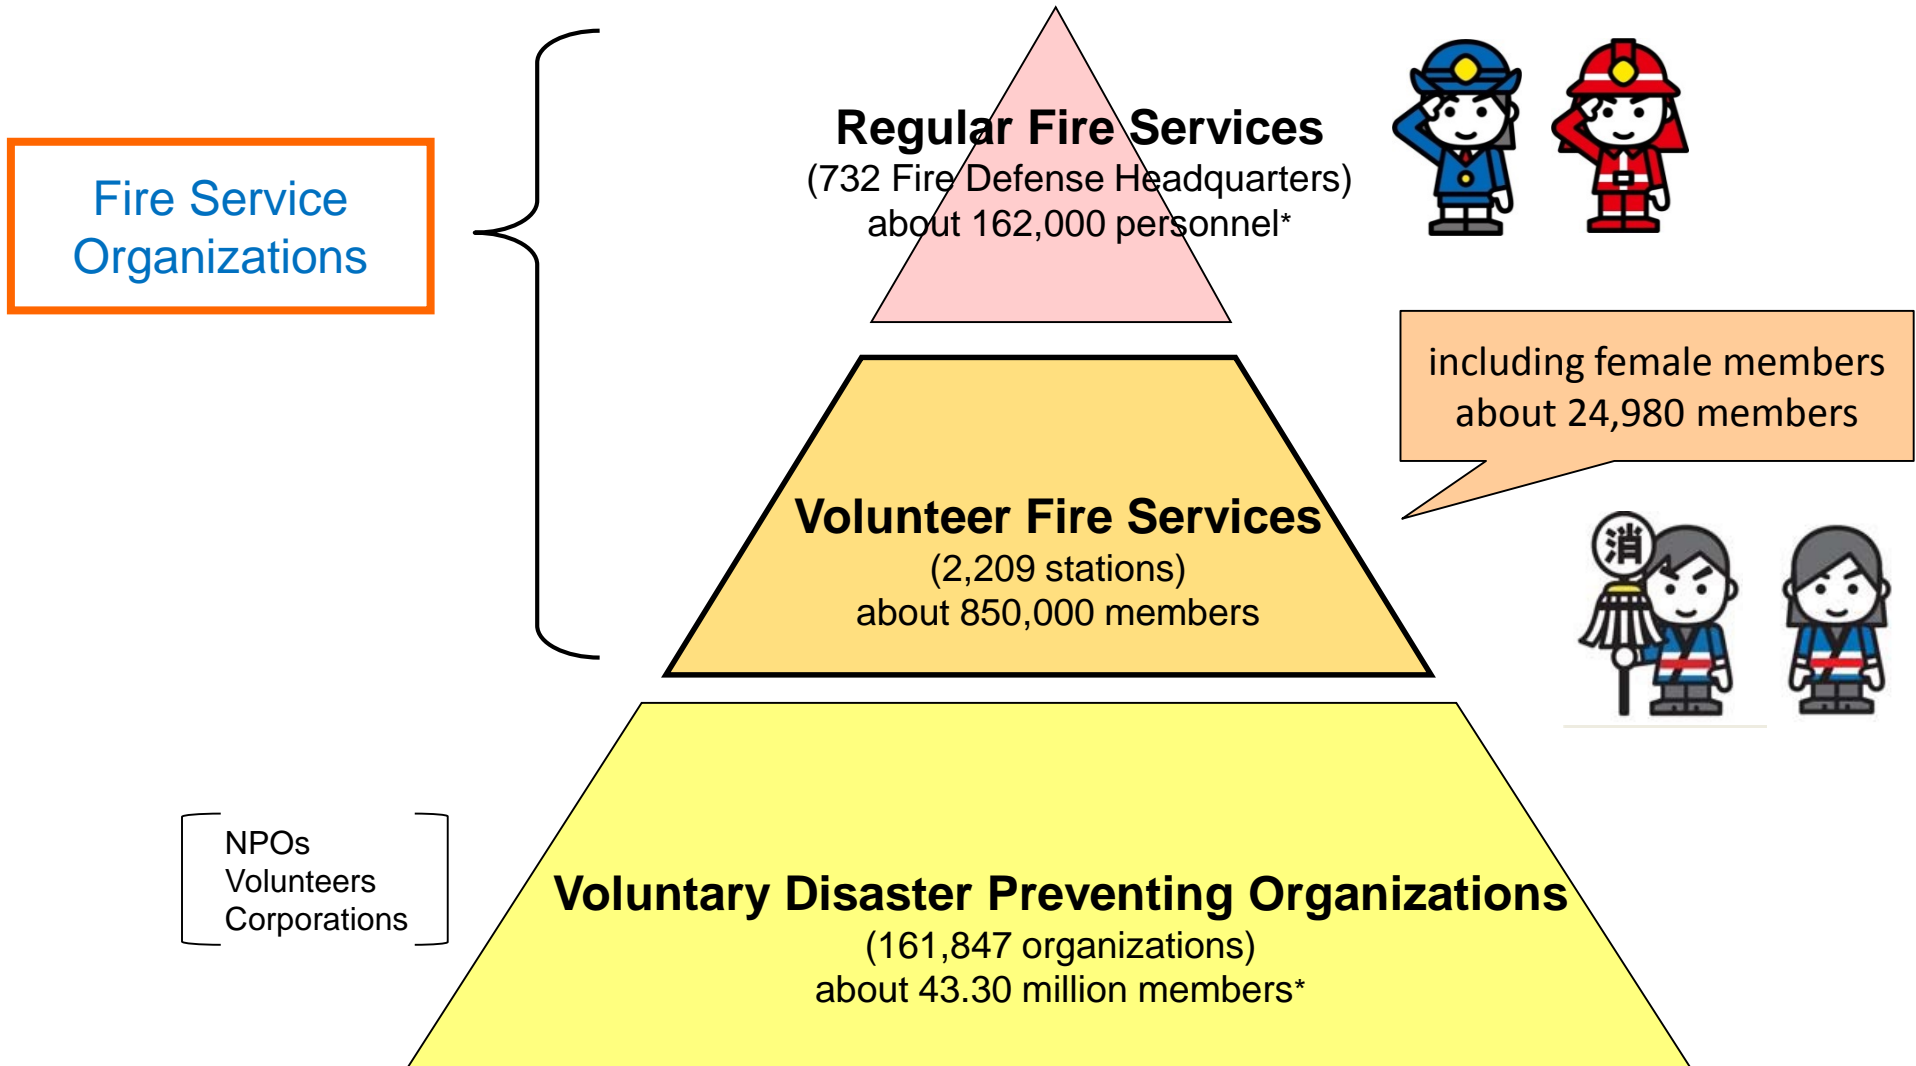 Fire Service
Organizations
Regular Fire Services
(732 Fire Defense Headquarters)
about 162,000 personnel*
including female members
about 24,980 members
Volunteer Fire Services
(2,209 stations)
about 850,000 members
消
NPOs
Volunteers
Corporations
Voluntary Disaster Preventing Organizations
(161,847 organizations)
about 43.30 million members*